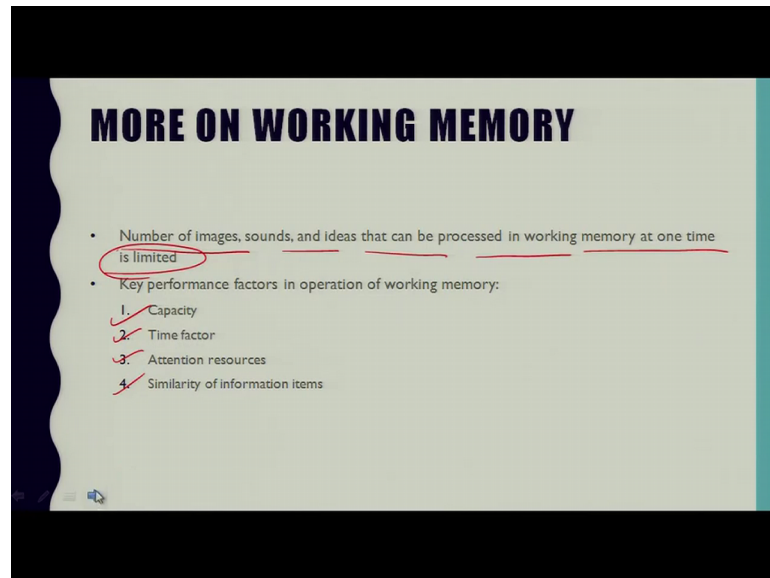 MORE ON WORKING MEMORY
• Number of images, sounds, and ideas that can be processed in working memory at one time
is limited
• Key performance factors in operation of working memory:
1. Capacity
2. Time factor
3. Attention resources
4. Similarity of information items